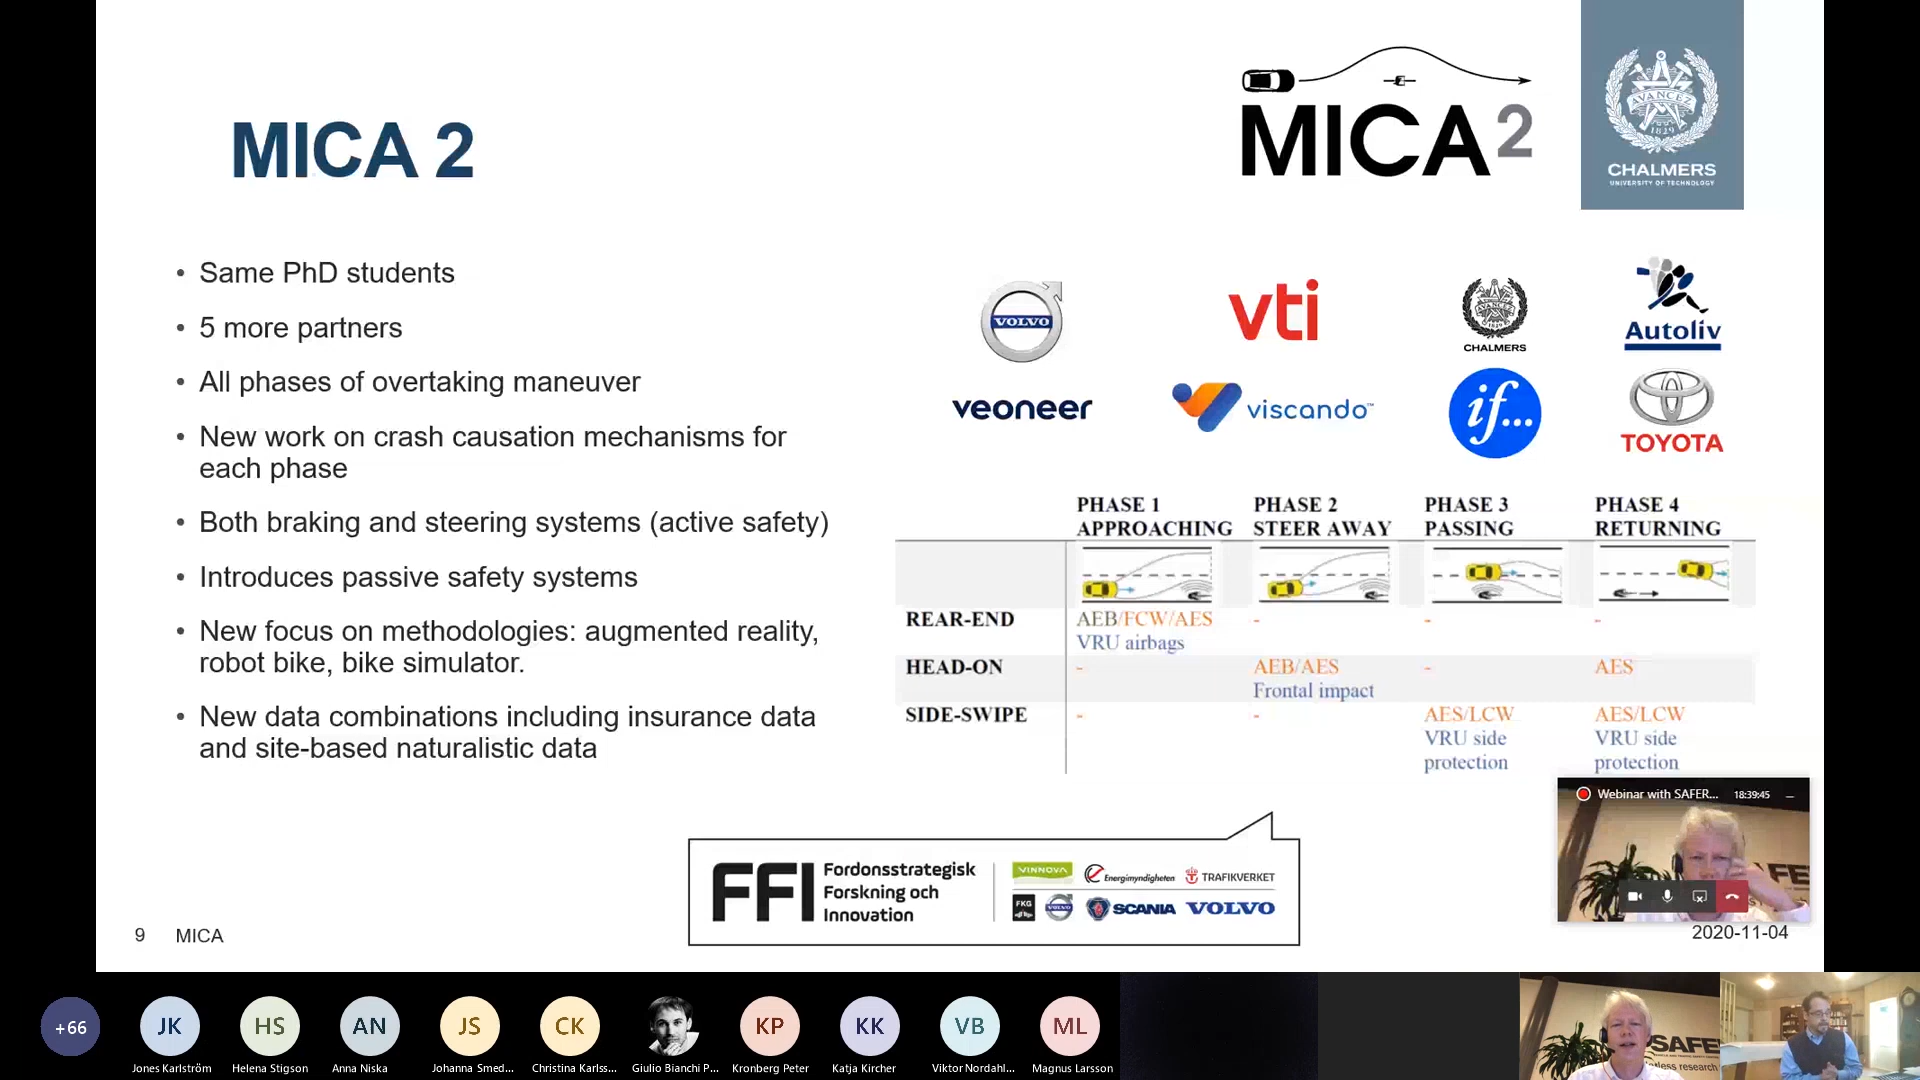 MICA 2
MICA2
AVANCEZ
1829
CHALMERS
UNIVERSITY OF TECHNOLOGY
• Same PhD students
• 5 more partners
• All phases of overtaking maneuver
• New work on crash causation mechanisms for
each phase
• Both braking and steering systems (active safety)
• Introduces passive safety systems
• New focus on methodologies: augmented reality,
robot bike, bike simulator.
• New data combinations including insurance data
and site-based naturalistic data
VOLVO
vti
AVANCEZ
1829
CHALMERS
Autoliv
veoneer
viscando™
if...
TOYOTA
PHASE 1 PHASE 2 PHASE 3 PHASE 4
APPROACHING STEER AWAY PASSING RETURNING
REAR-END AEB/FCW/AES - - -
VRU airbags
HEAD-ON - AEB/AES - AES
Frontal impact
SIDE-SWIPE - - AES/LCW AES/LCW
VRU side VRU side
protection protection
Webinar with SAFER... 18:39:45
SAFE
FFI
Fordonsstrategisk
Forskning och
Innovation
VINNOVA Energimyndigheten TRAFIKVERKET
FKG VOLVO SCANIA VOLVO
9 MICA
2020-11-04
+66
JK HS AN JS CK KP KK VB ML
Jones Karlström Helena Stigson Anna Niska Johanna Smed... Christina Karlss... Giulio Bianchi P... Kronberg Peter Katja Kircher Viktor Nordahl... Magnus Larsson
SAFE
research